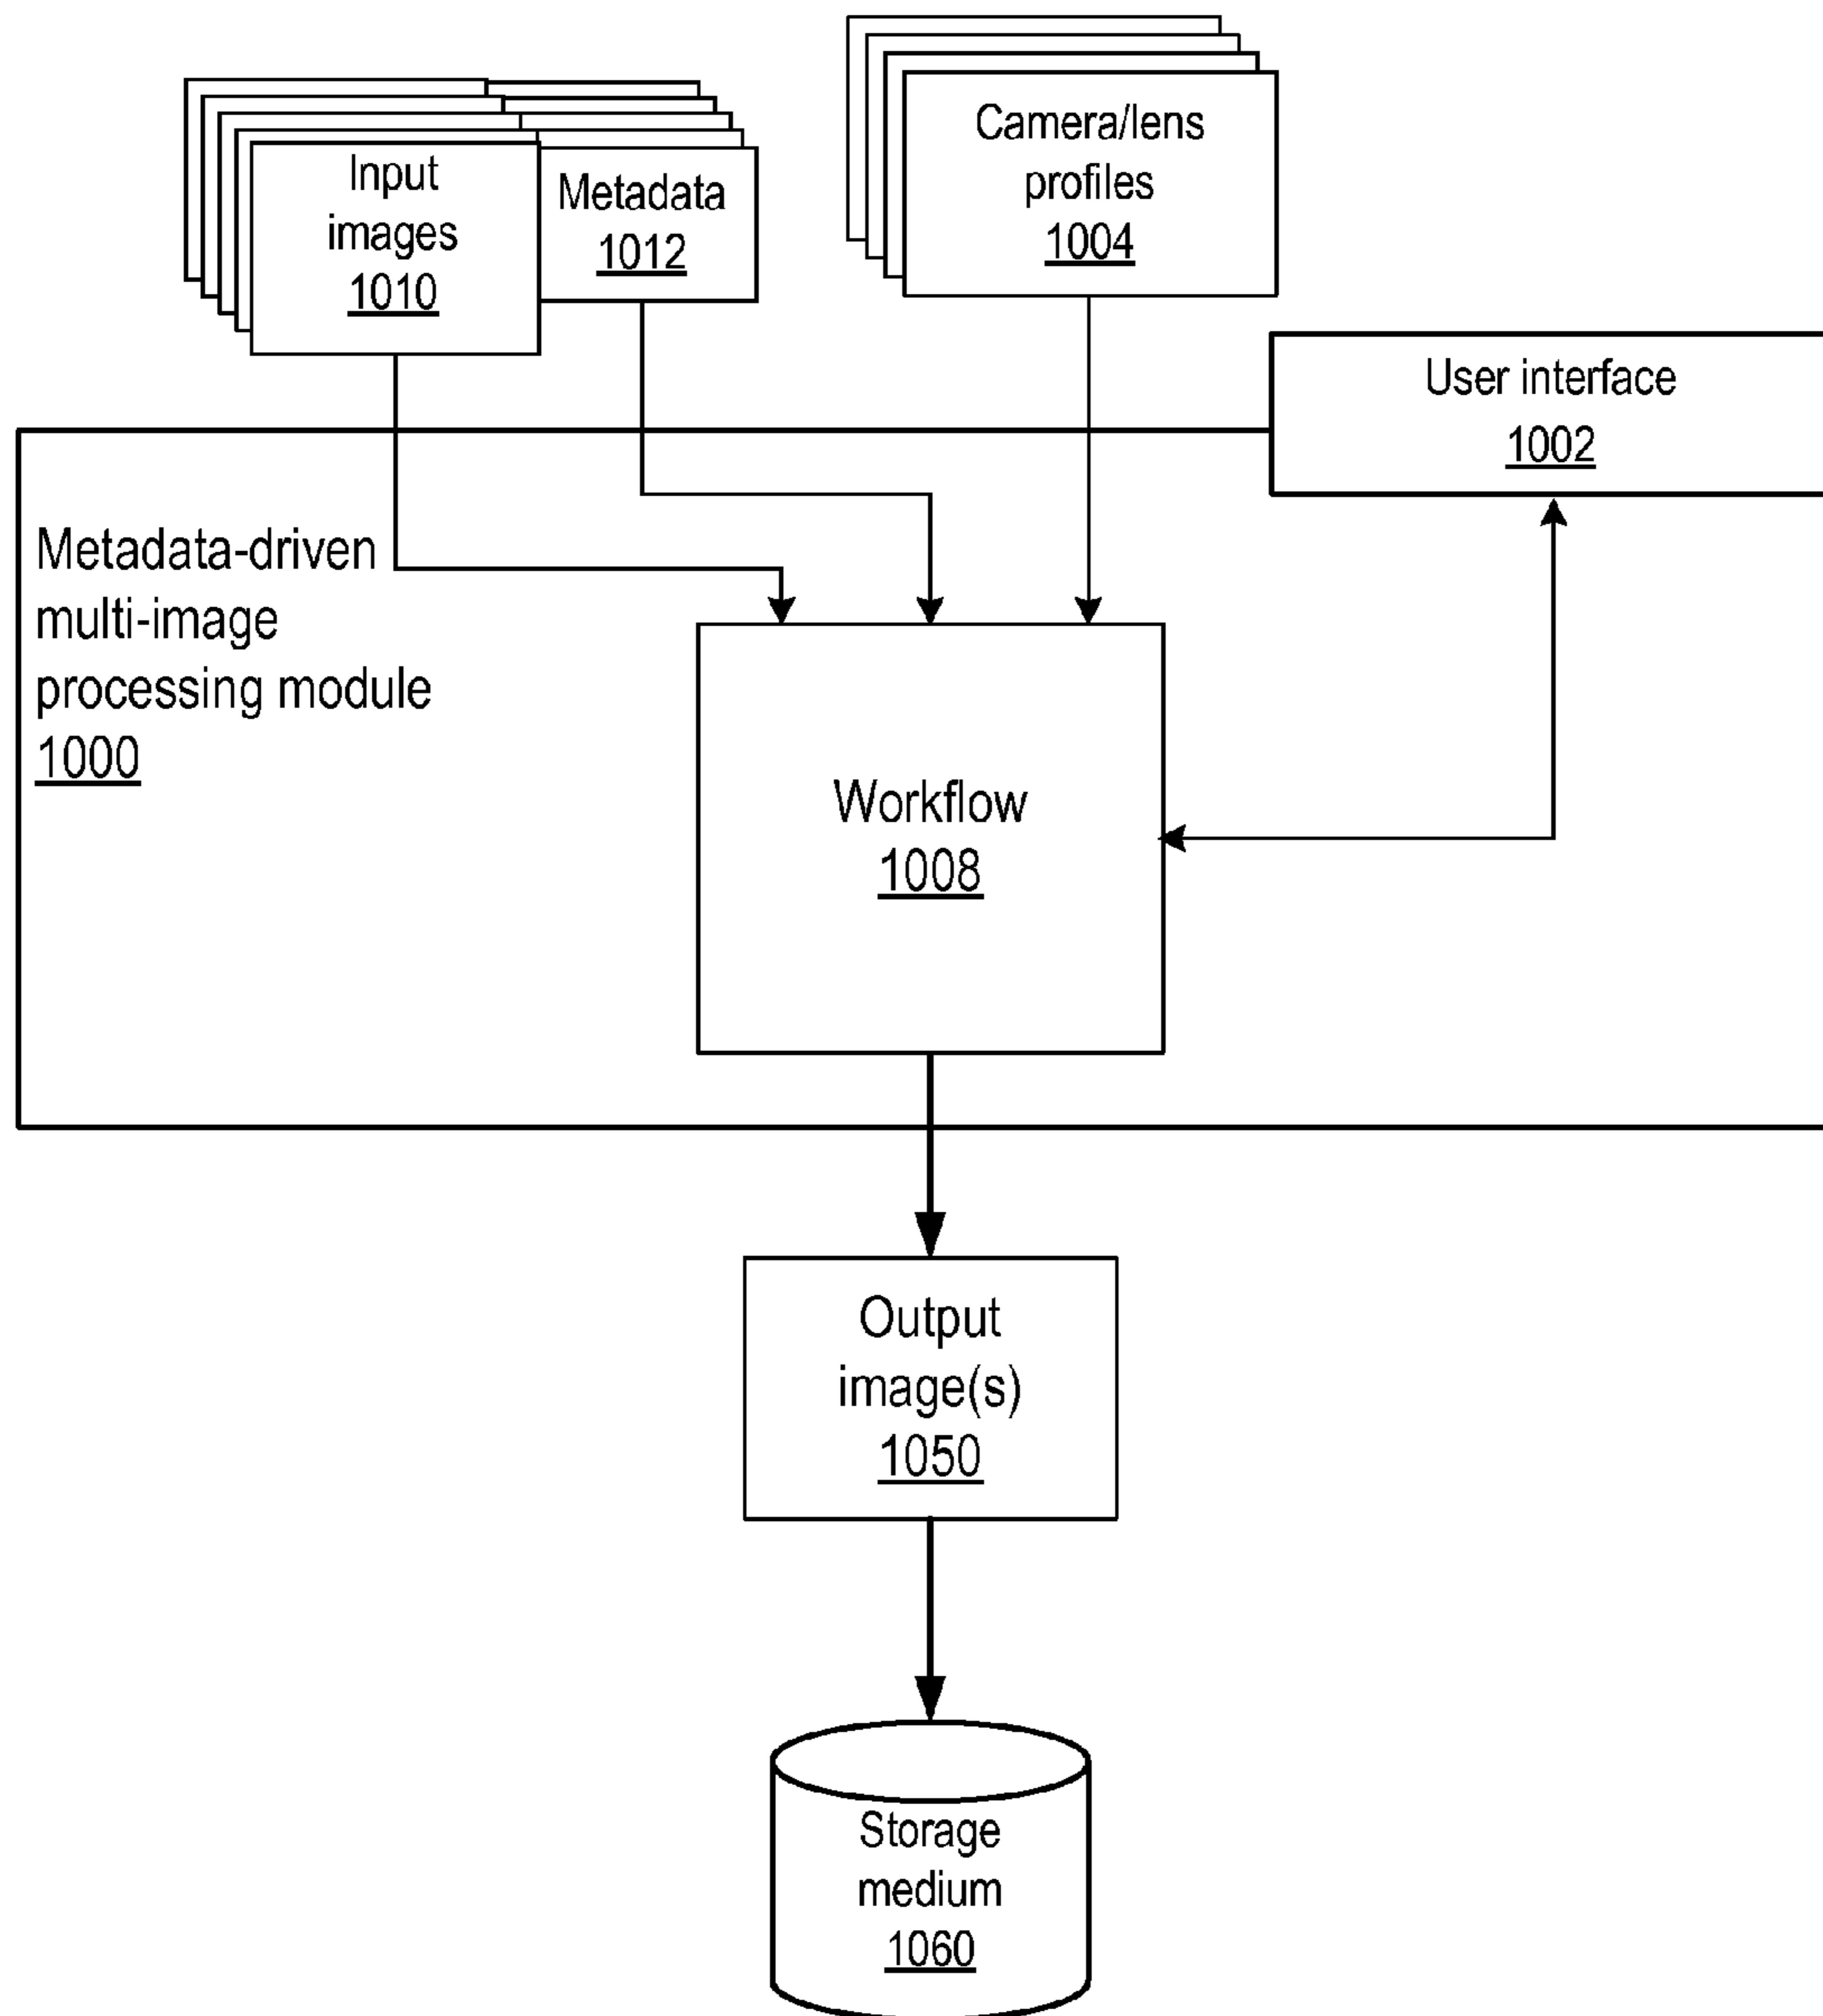 Camera/lens
profiles
1004
Input
images
1010
Metadata
1012
User interface
1002
Metadata-driven
multi-image
processing module
1000
Workflow
1008
Output
image(s)
1050
Storage
medium
1060